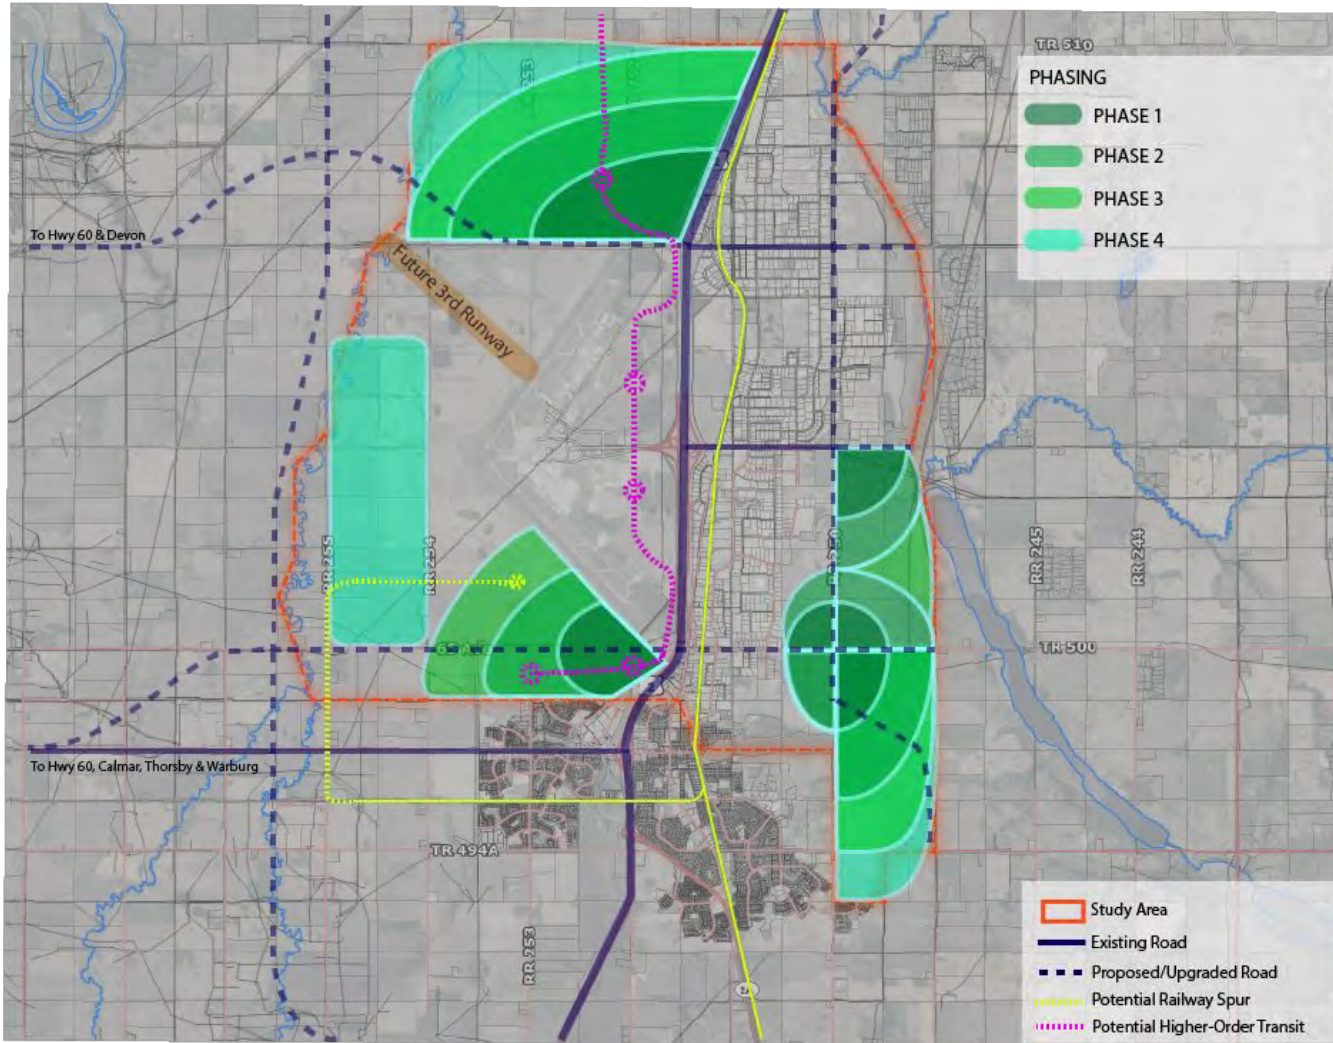 TR 510
PHASING
PHASE 1
PHASE 2
PHASE 3
PHASE 4
To Hwy 60 & Devon
Future 3rd Runway
RR 255
RR 254
RR 245
RR 244
TR 500
To Hwy 60, Calmar, Thorsby & Warburg
TR 494A
RR 253
2A
Study Area
Existing Road
Proposed/Upgraded Road
Potential Railway Spur
Potential Higher-Order Transit